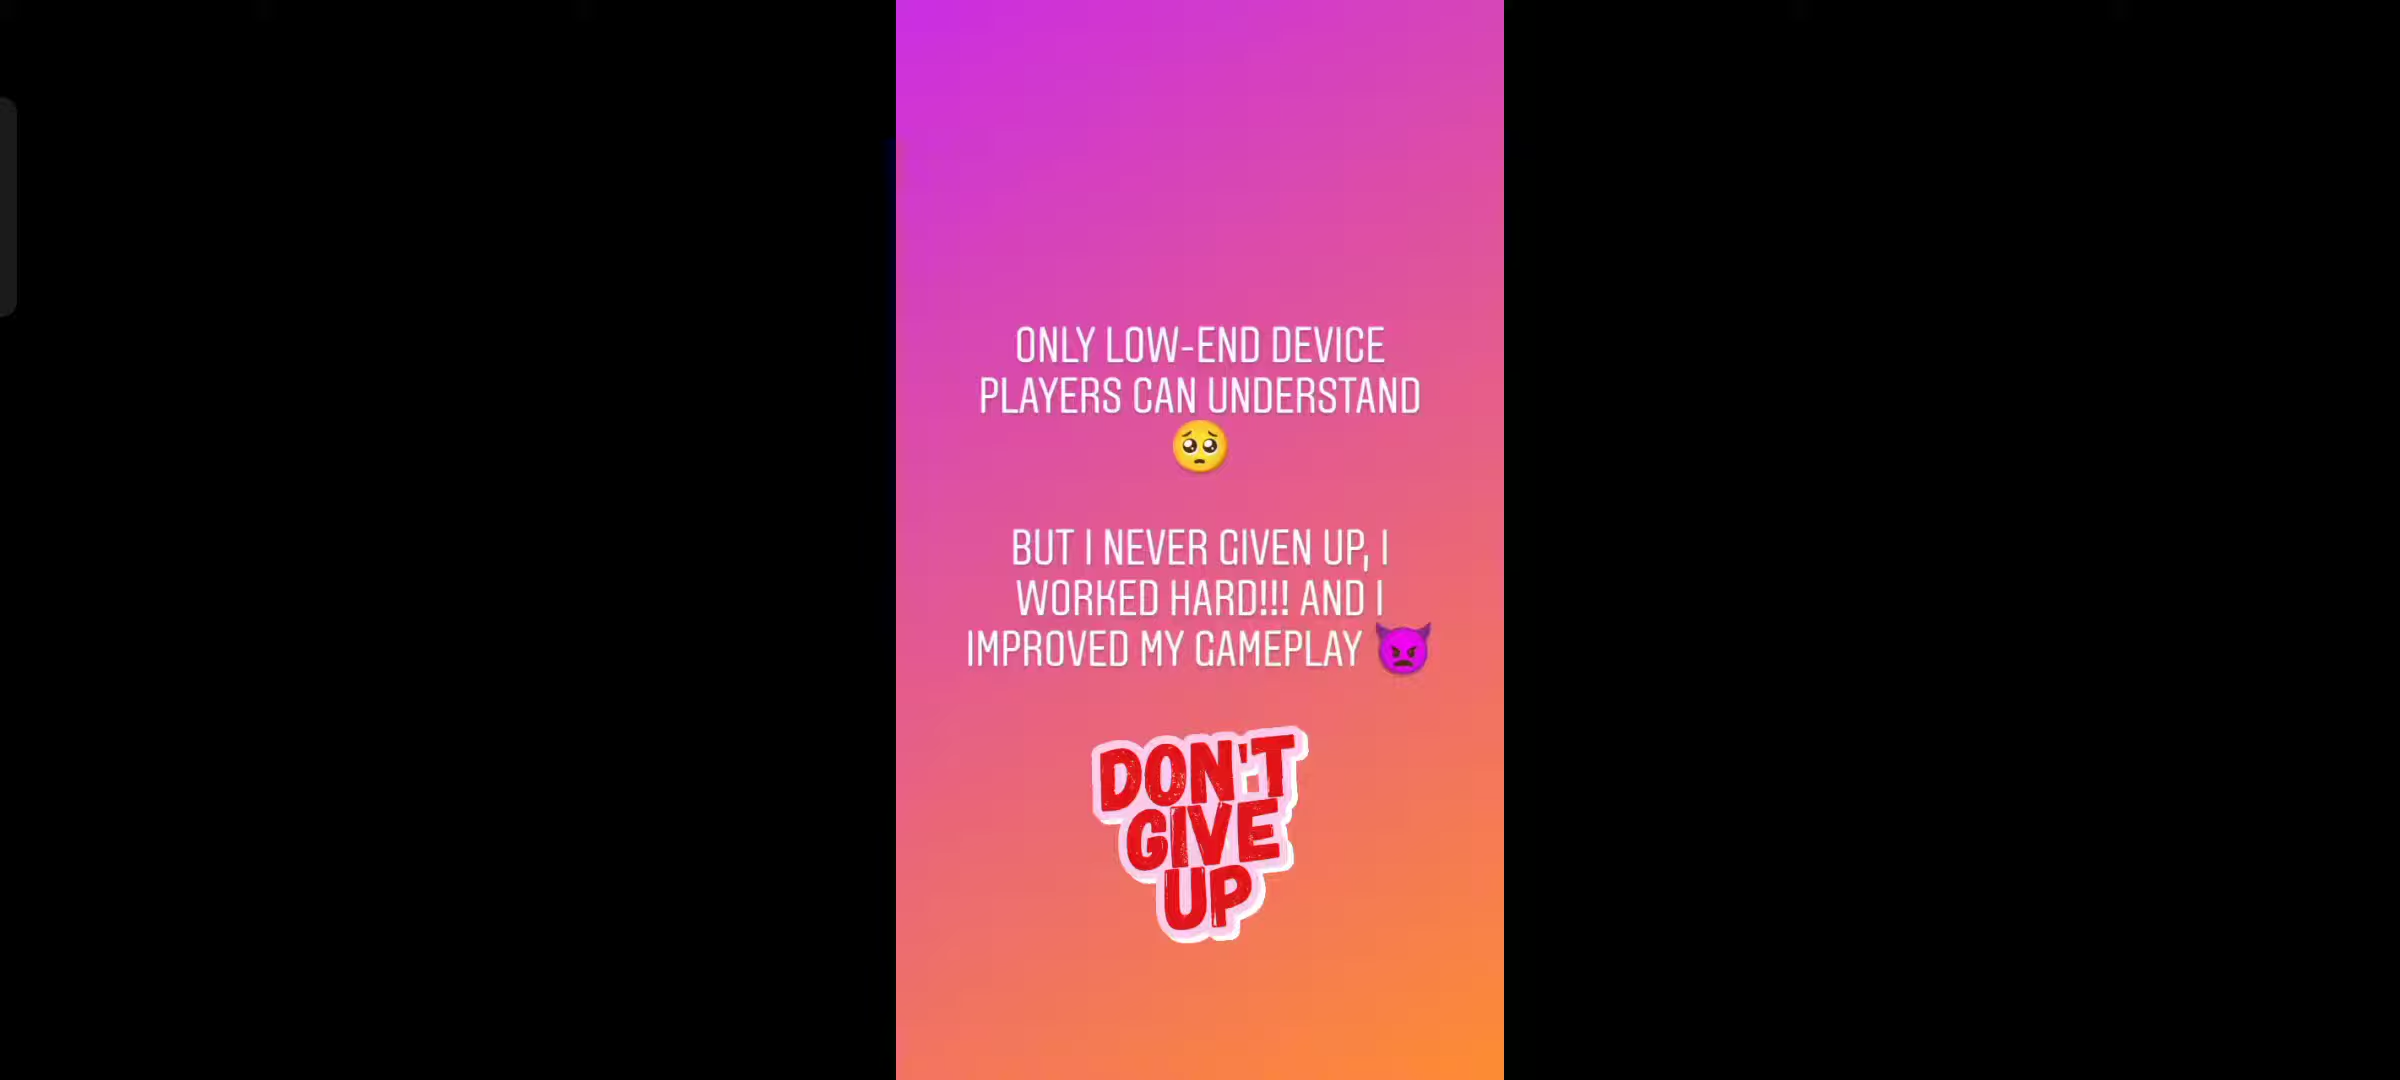 ONLY LOW-END DEVICE
PLAYERS CAN UNDERSTAND
🥺
BUT I NEVER GIVEN UP, I
WORKED HARD!!! AND I
IMPROVED MY GAMEPLAY 👿
DON'T
GIVE
UP